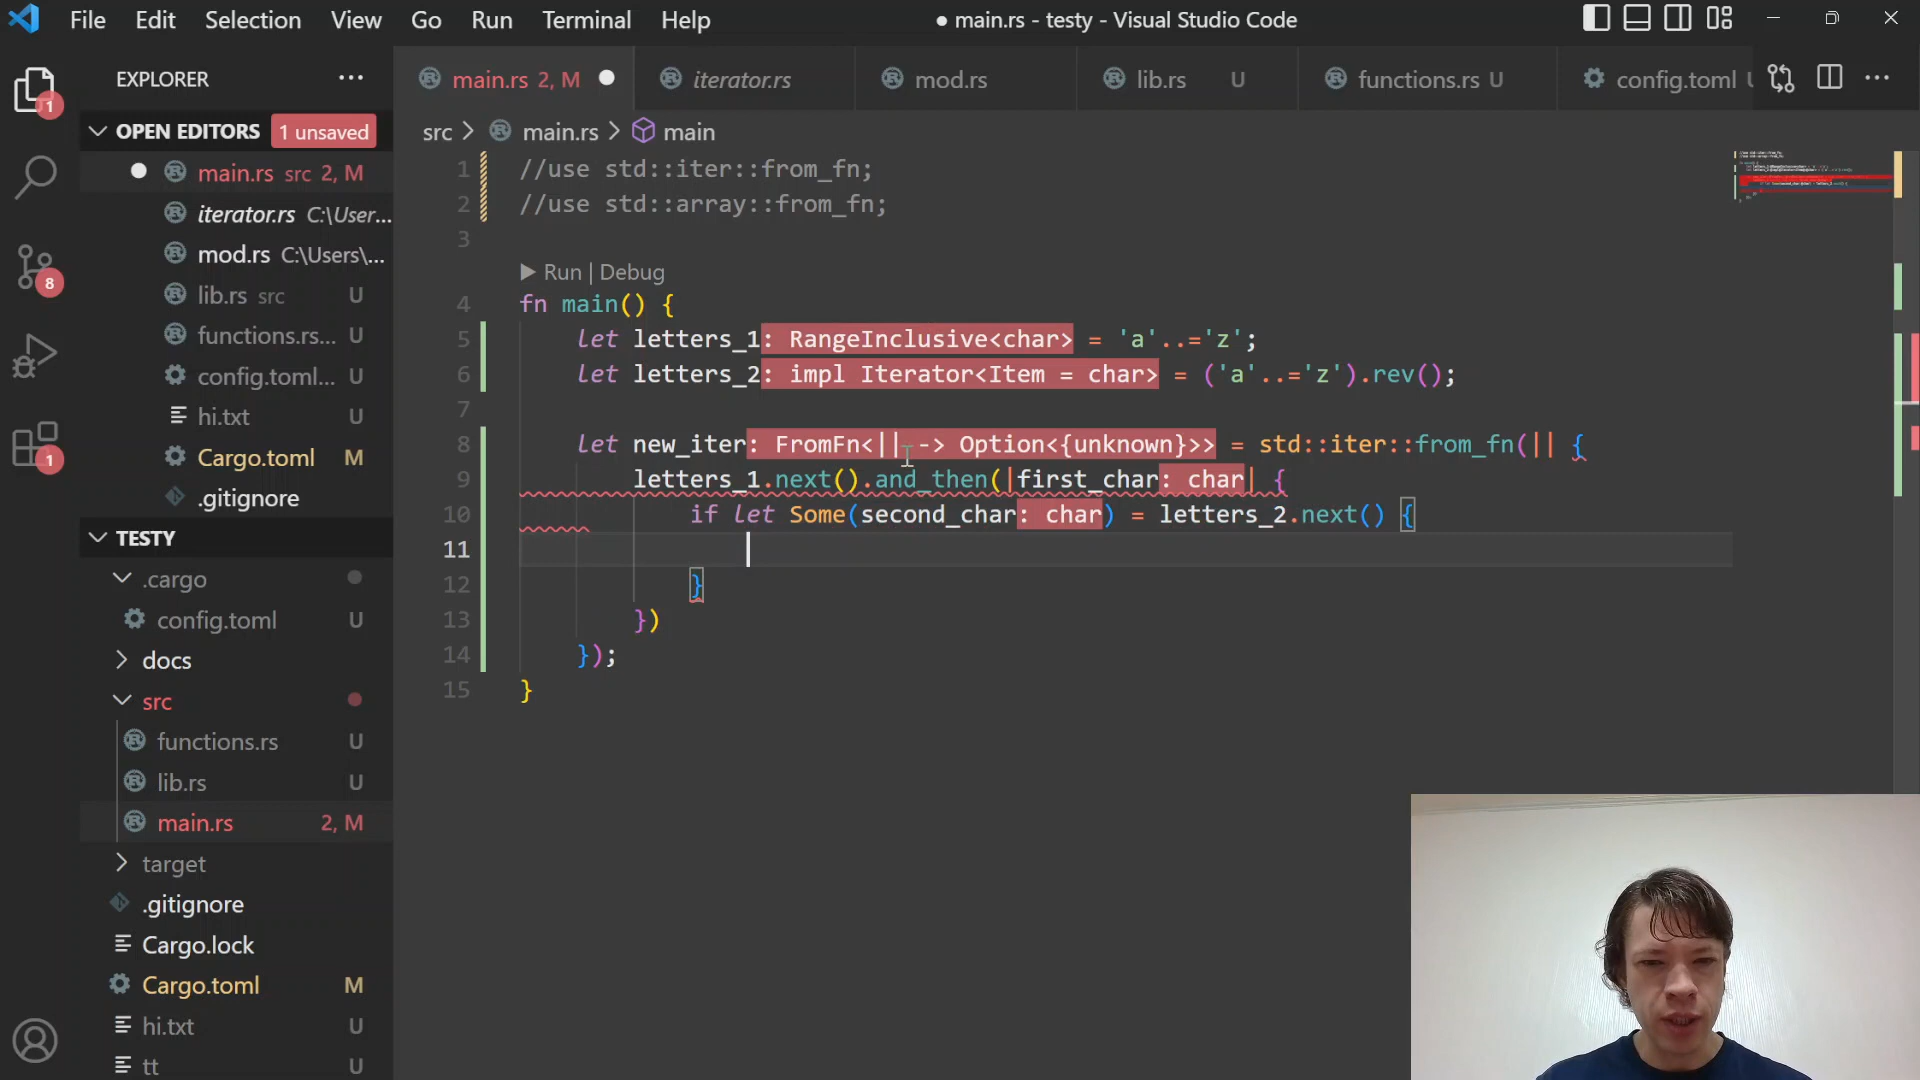 File Edit Selection View Go Run Terminal Help
● main.rs - testy - Visual Studio Code
EXPLORER
main.rs 2, M
iterator.rs
mod.rs
lib.rs U
functions.rs U
config.toml
OPEN EDITORS 1 unsaved
main.rs src 2, M
iterator.rs C:\User...
mod.rs C:\Users\...
lib.rs src U
functions.rs... U
config.toml... U
hi.txt U
Cargo.toml M
.gitignore
TESTY
.cargo
config.toml U
docs
src
functions.rs U
lib.rs U
main.rs 2, M
target
.gitignore
Cargo.lock
Cargo.toml M
hi.txt U
tt U
1
8
1
src > main.rs > main
1 //use std::iter::from_fn;
2 //use std::array::from_fn;
3
▶ Run | Debug
4 fn main() {
5 let letters_1: RangeInclusive<char> = 'a'..='z';
6 let letters_2: impl Iterator<Item = char> = ('a'..='z').rev();
7
8 let new_iter: FromFn<|| -> Option<{unknown}>> = std::iter::from_fn(|| {
9 letters_1.next().and_then(|first_char: char| {
10 if let Some(second_char: char) = letters_2.next() {
11
12 }
13 })
14 });
15 }